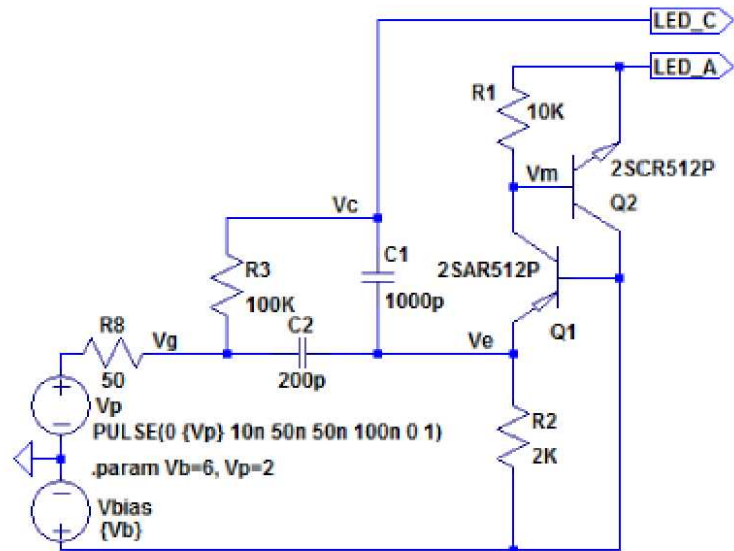 LED_C
LED_A
R1
10K
Vm
2SCR512P
Q2
Vc
C1
2SAR512P
R3
1000p
100K
C2
Q1
R8
Vg
Ve
50
200p
Vp
R2
PULSE(0 {Vp} 10n 50n 50n 100n 0 1)
2K
.param Vb=6, Vp=2
Vbias
{Vb}